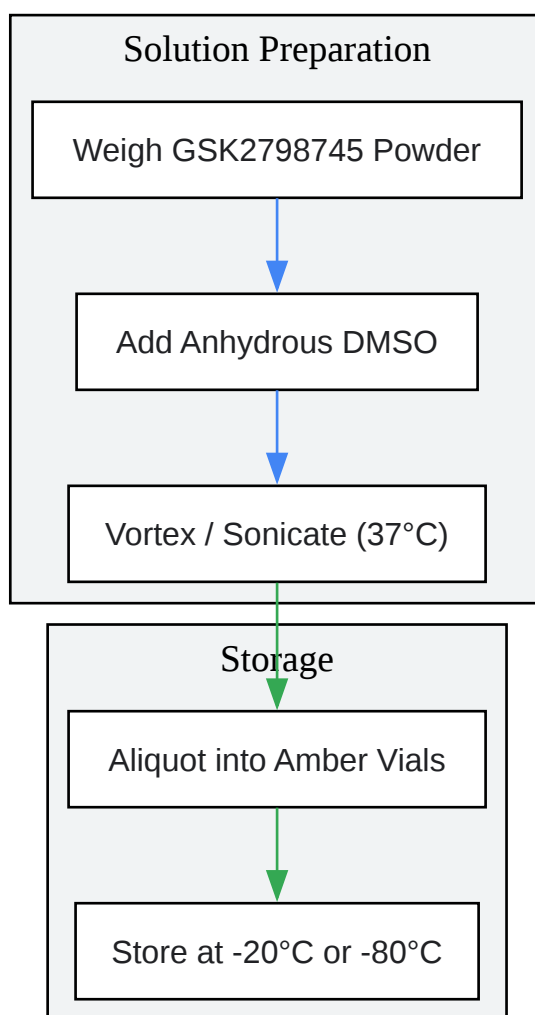 Solution Preparation
Weigh GSK2798745 Powder
Add Anhydrous DMSO
Vortex / Sonicate (37°C)
Storage
Aliquot into Amber Vials
Store at -20°C or -80°C